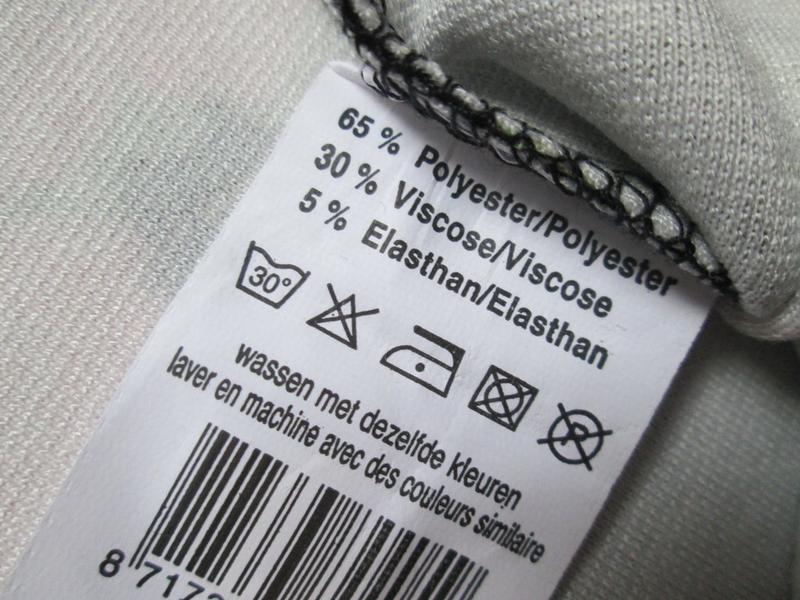 65 % Polyester/Polyester
30 % Viscose/Viscose
5 % Elasthan/Elasthan
30°
P
wassen met dezelfde kleuren
laver en machine avec des couleurs similaire
8 7172